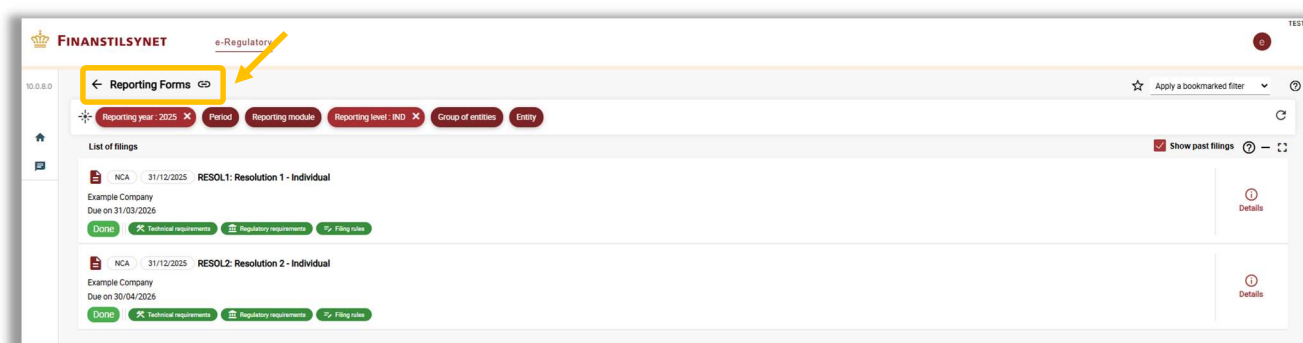 TEST
FINANSTILSYNET
e-Regulatory
e
10.0.8.0
Reporting Forms
Apply a bookmarked filter
Reporting year : 2025
Period
Reporting module
Reporting level : IND
Group of entities
Entity
List of filings
Show past filings
NCA 31/12/2025 RESOL1: Resolution 1 - Individual
Example Company
Due on 31/03/2026
Done Technical requirements Regulatory requirements Filing rules
Details
NCA 31/12/2025 RESOL2: Resolution 2 - Individual
Example Company
Due on 30/04/2026
Done Technical requirements Regulatory requirements Filing rules
Details